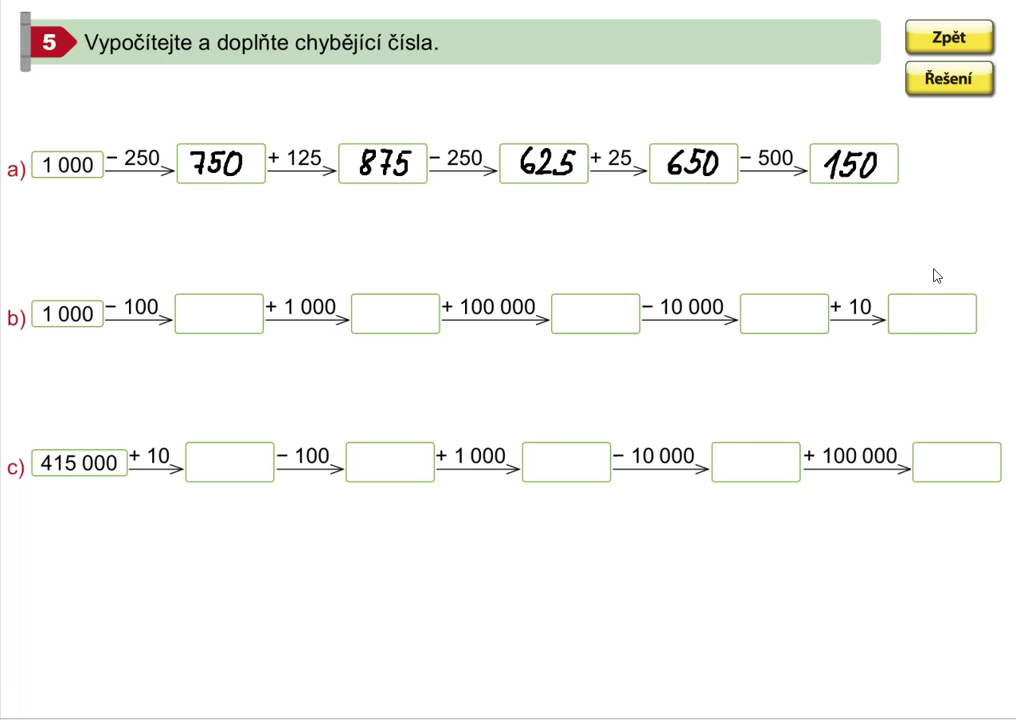 5 Vypočítejte a doplňte chybějící čísla. Zpět
Řešení
a) 1 000 − 250 750 + 125 875 − 250 625 + 25 650 − 500 150
b) 1 000 − 100 + 1 000 + 100 000 − 10 000 + 10
c) 415 000 + 10 − 100 + 1 000 − 10 000 + 100 000